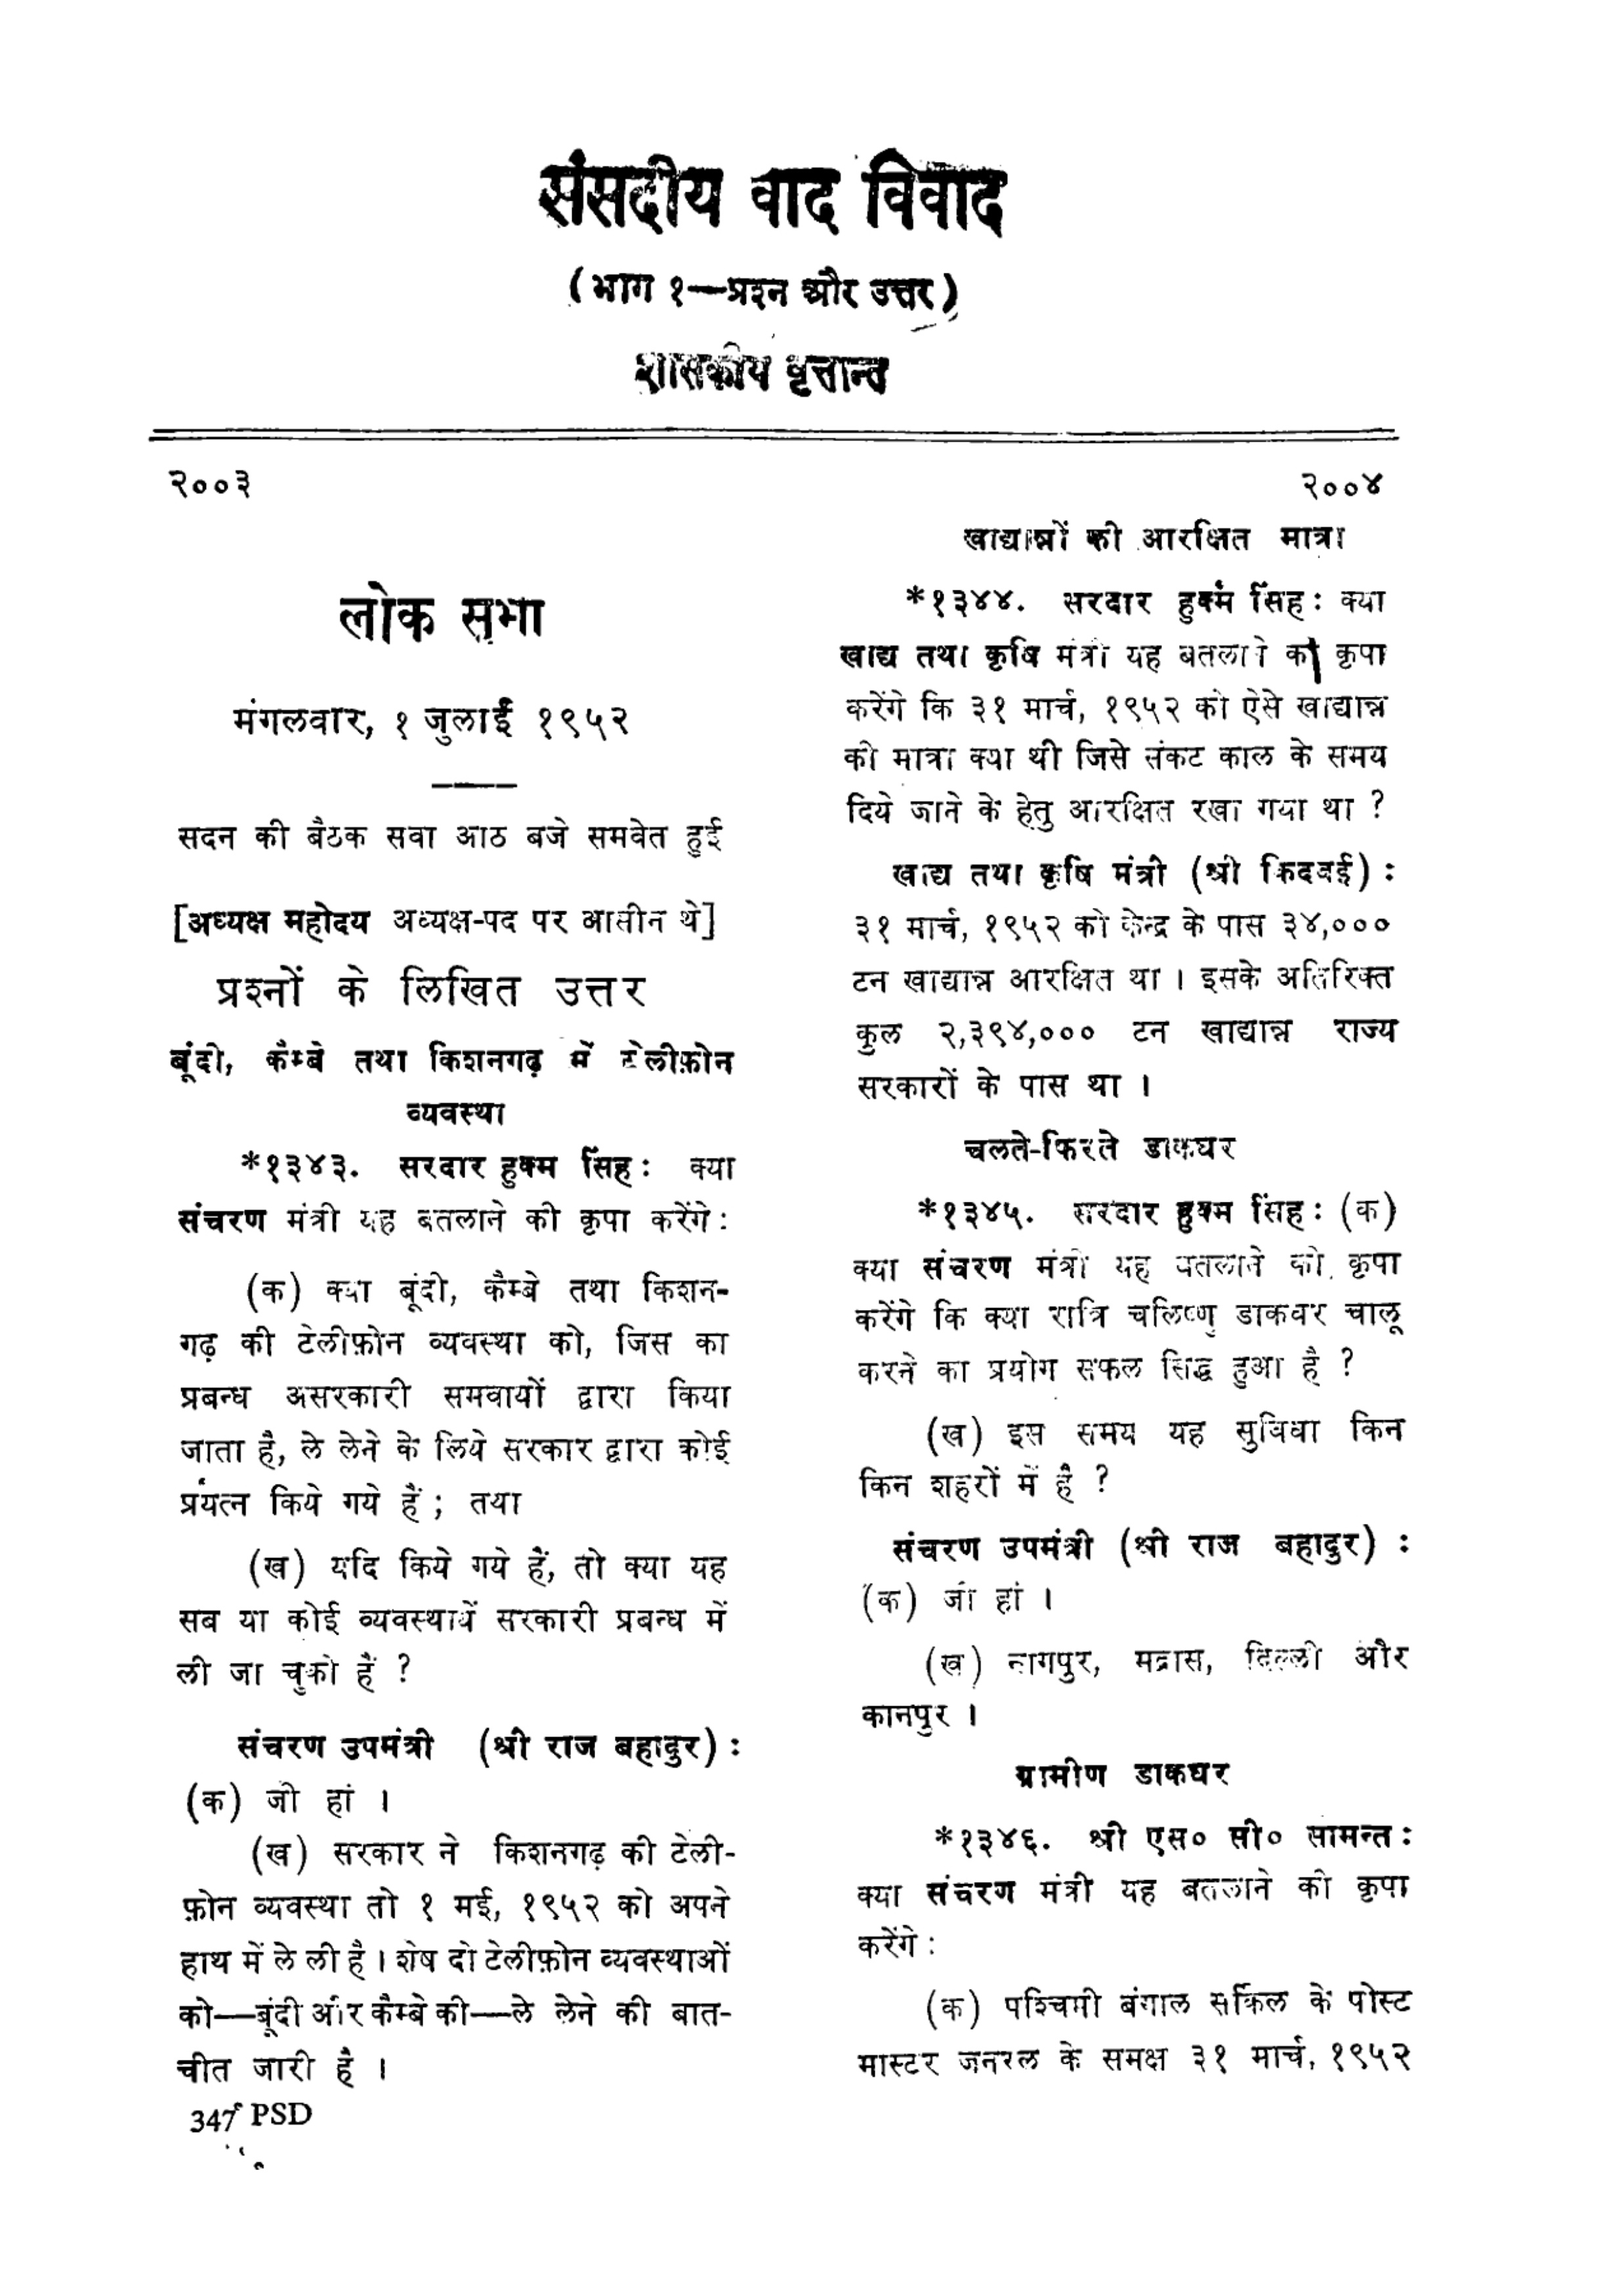 संसदीय वाद विवाद
(भाग १—प्रश्न और उत्तर)
शासकीय वृत्तान्त
२००३
लोक सभा
मंगलवार, १ जुलाई १९५२
सदन की बैठक सवा आठ बजे समवेत हुई
[अध्यक्ष महोदय अध्यक्ष-पद पर आसीन थे]
प्रश्नों के लिखित उत्तर
बूंदी, कैम्बे तथा किशनगढ़ में टेलीफ़ोन
व्यवस्था
*१३४३. सरदार हुक्म सिंह: क्या
संचरण मंत्री यह बतलाने की कृपा करेंगे:
(क) क्या बूंदी, कैम्बे तथा किशन-
गढ़ की टेलीफ़ोन व्यवस्था को, जिस का
प्रबन्ध असरकारी समवायों द्वारा किया
जाता है, ले लेने के लिये सरकार द्वारा कोई
प्रयत्न किये गये हैं; तथा
(ख) यदि किये गये हैं, तो क्या यह
सब या कोई व्यवस्थायें सरकारी प्रबन्ध में
ली जा चुकी हैं ?
संचरण उपमंत्री (श्री राज बहादुर) :
(क) जी हां ।
(ख) सरकार ने किशनगढ़ की टेली-
फ़ोन व्यवस्था तो १ मई, १९५२ को अपने
हाथ में ले ली है । शेष दो टेलीफ़ोन व्यवस्थाओं
को—बूंदी और कैम्बे की—ले लेने की बात-
चीत जारी है ।
347 PSD
२००४
खाद्यान्नों की आरक्षित मात्रा
*१३४४. सरदार हुक्म सिंह: क्या
खाद्य तथा कृषि मंत्री यह बतलाने की कृपा
करेंगे कि ३१ मार्च, १९५२ को ऐसे खाद्यान्न
की मात्रा क्या थी जिसे संकट काल के समय
दिये जाने के हेतु आरक्षित रखा गया था ?
खाद्य तथा कृषि मंत्री (श्री किदवई) :
३१ मार्च, १९५२ को केन्द्र के पास ३४,०००
टन खाद्यान्न आरक्षित था । इसके अतिरिक्त
कुल २,३९४,००० टन खाद्यान्न राज्य
सरकारों के पास था ।
चलते-फिरते डाकघर
*१३४५. सरदार हुक्म सिंह: (क)
क्या संचरण मंत्री यह बतलाने की कृपा
करेंगे कि क्या रात्रि चलिष्णु डाकघर चालू
करने का प्रयोग सफल सिद्ध हुआ है ?
(ख) इस समय यह सुविधा किन
किन शहरों में है ?
संचरण उपमंत्री (श्री राज बहादुर) :
(क) जी हां ।
(ख) नागपुर, मद्रास, दिल्ली और
कानपुर ।
ग्रामीण डाकघर
*१३४६. श्री एस० सी० सामन्त:
क्या संचरण मंत्री यह बतलाने की कृपा
करेंगे:
(क) पश्चिमी बंगाल सर्किल के पोस्ट
मास्टर जनरल के समक्ष ३१ मार्च, १९५२